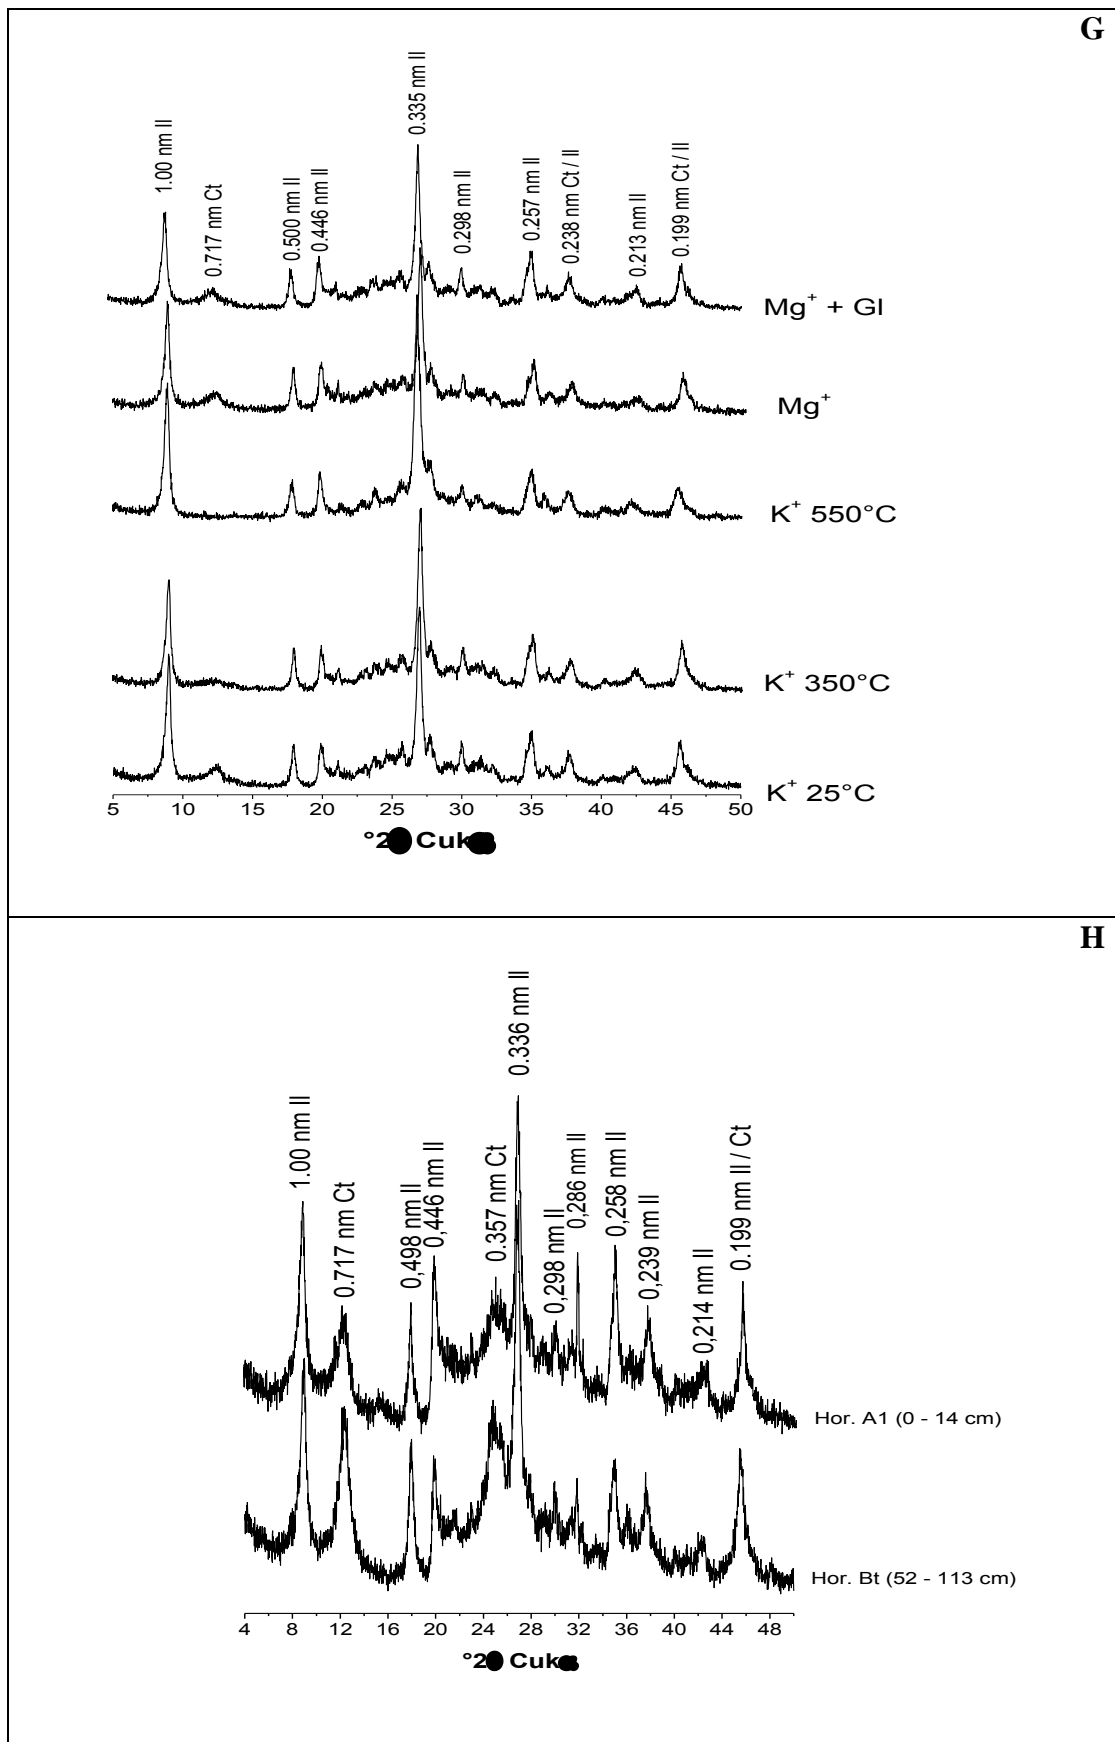 G
1.00 nm Il
0.717 nm Ct
0.500 nm Il
0.446 nm Il
0.335 nm Il
0.298 nm Il
0.257 nm Il
0.238 nm Ct / Il
0.213 nm Il
0.199 nm Ct / Il
Mg+ + Gl
Mg+
K+ 550°C
K+ 350°C
K+ 25°C
5 10 15 20 25 30 35 40 45 50
°2 Cuk
H
1.00 nm Il
0.717 nm Ct
0,498 nm Il
0,446 nm Il
0.357 nm Ct
0.336 nm Il
0,298 nm Il
0,286 nm Il
0,258 nm Il
0,239 nm Il
0,214 nm Il
0.199 nm Il / Ct
Hor. A1 (0 - 14 cm)
Hor. Bt (52 - 113 cm)
4 8 12 16 20 24 28 32 36 40 44 48
°2 Cuk